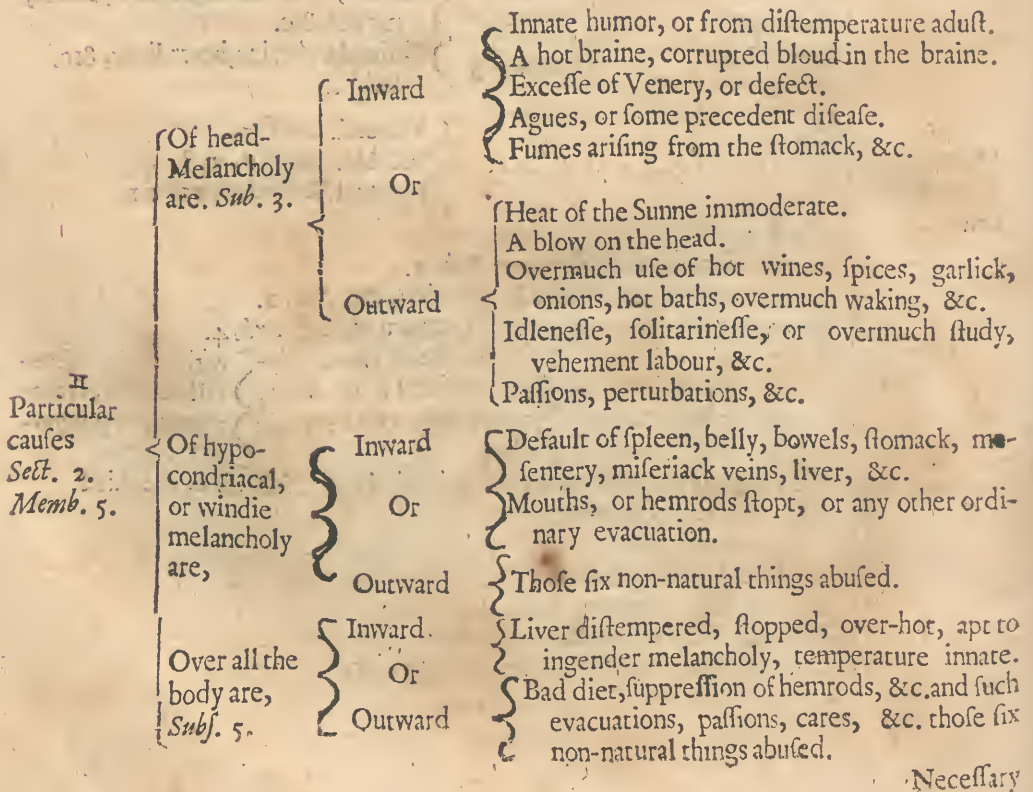 II
Particular
cauſes
Sect. 2.
Memb. 5.
Of head-
Melancholy
are. Sub. 3.
Inward
Or
Outward
Innate humor, or from diſtemperature aduſt.
A hot braine, corrupted bloud in the braine.
Exceſſe of Venery, or defect.
Agues, or ſome precedent diſeaſe.
Fumes ariſing from the ſtomack, &c.
Heat of the Sunne immoderate.
A blow on the head.
Overmuch uſe of hot wines, ſpices, garlick,
onions, hot baths, overmuch waking, &c.
Idleneſſe, ſolitarineſſe, or overmuch ſtudy,
vehement labour, &c.
Paſſions, perturbations, &c.
Of hypo-
condriacal,
or windie
melancholy
are,
Inward
Or
Outward
Default of ſpleen, belly, bowels, ſtomack, me-
ſentery, miſeriack veins, liver, &c.
Mouths, or hemrods ſtopt, or any other ordi-
nary evacuation.
Thoſe ſix non-natural things abuſed.
Over all the
body are,
Subſ. 5.
Inward.
Or
Outward
Liver diſtempered, ſtopped, over-hot, apt to
ingender melancholy, temperature innate.
Bad diet, ſuppreſſion of hemrods, &c. and ſuch
evacuations, paſſions, cares, &c. thoſe ſix
non-natural things abuſed.
Neceſſary